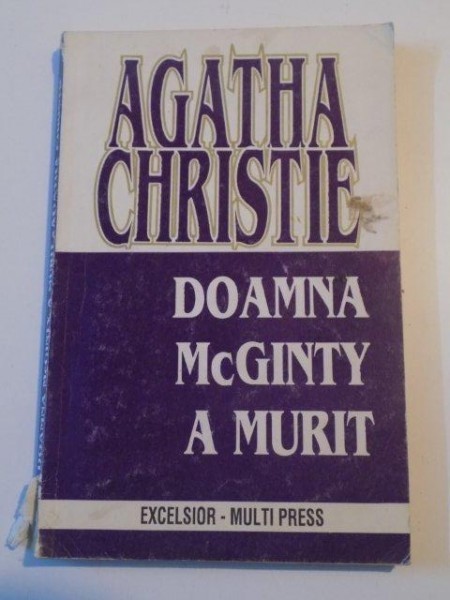 AGATHA
CHRISTIE
DOAMNA
McGINTY
A MURIT
EXCELSIOR - MULTI PRESS